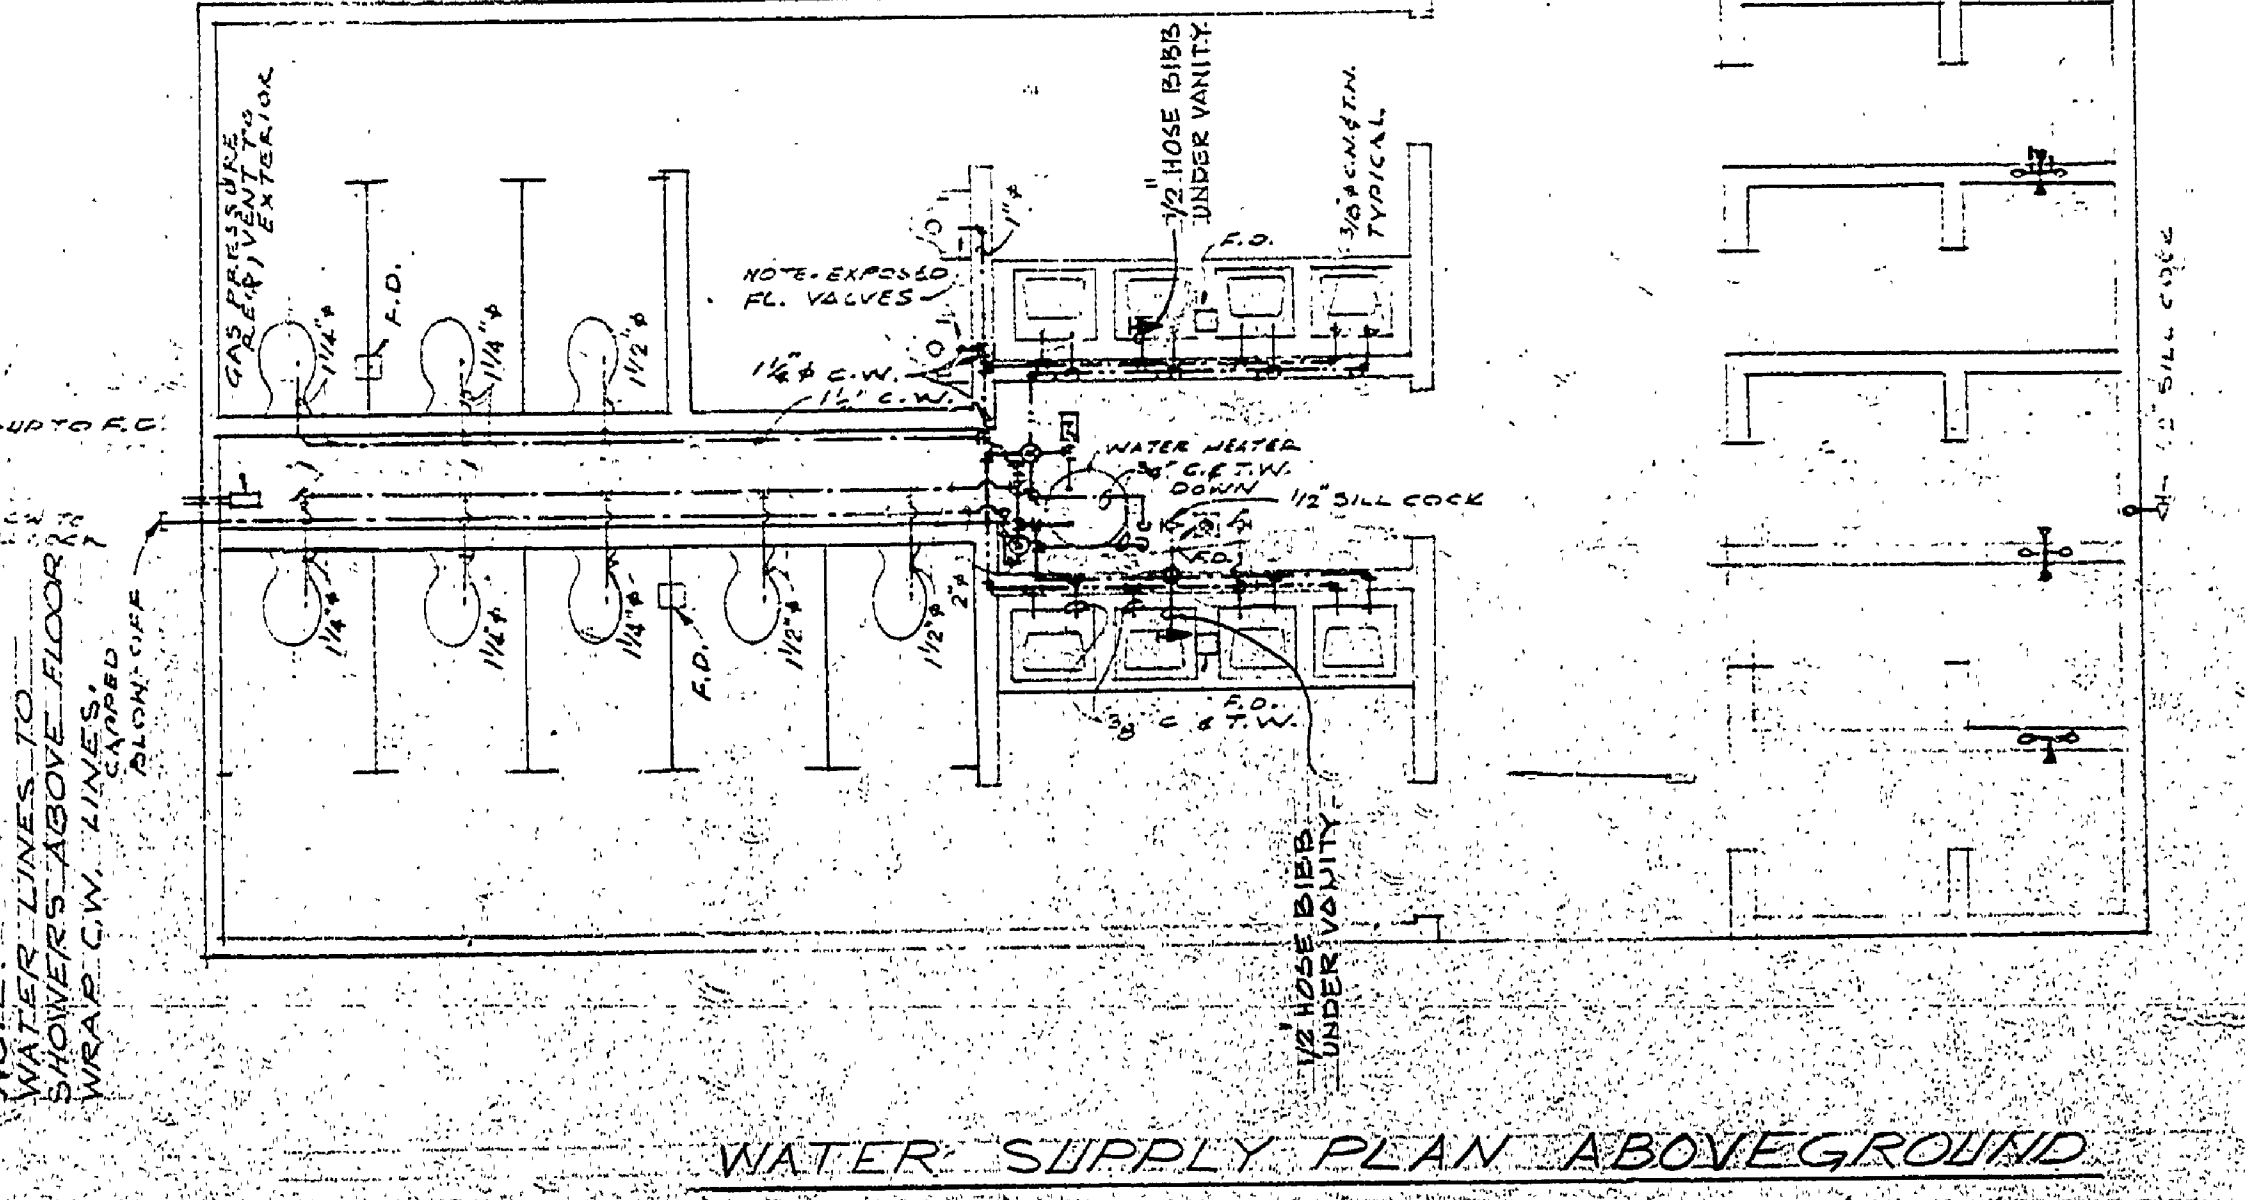 GAS PRESSURE
VENT TO
EXTERIOR
1 1/4"φ
F.D.
1 1/4"φ
1 1/2"φ
NOTE-EXPOSED
FL. VALVES
1"φ
1/2" HOSE BIBB
UNDER VANITY
F.D.
TYPICAL
1 1/4"φ C.W.
1 1/2" C.W.
UP TO F.C.
WATER HEATER
3/4" C.& T.W.
DOWN
1/2" SILL COCK
F.D.
SILL COCK
1 1/4"φ
1 1/4"φ
1 1/4"φ
F.D.
1 1/2"φ
1 1/2"φ
2"φ
F.D.
3/8" C & T.W.
1/2" HOSE BIBB
UNDER VANITY
CAPPED
BLOW-OFF
WATER LINES TO
SHOWERS ABOVE FLOOR
WRAP C.W. LINES.
WATER SUPPLY PLAN ABOVEGROUND